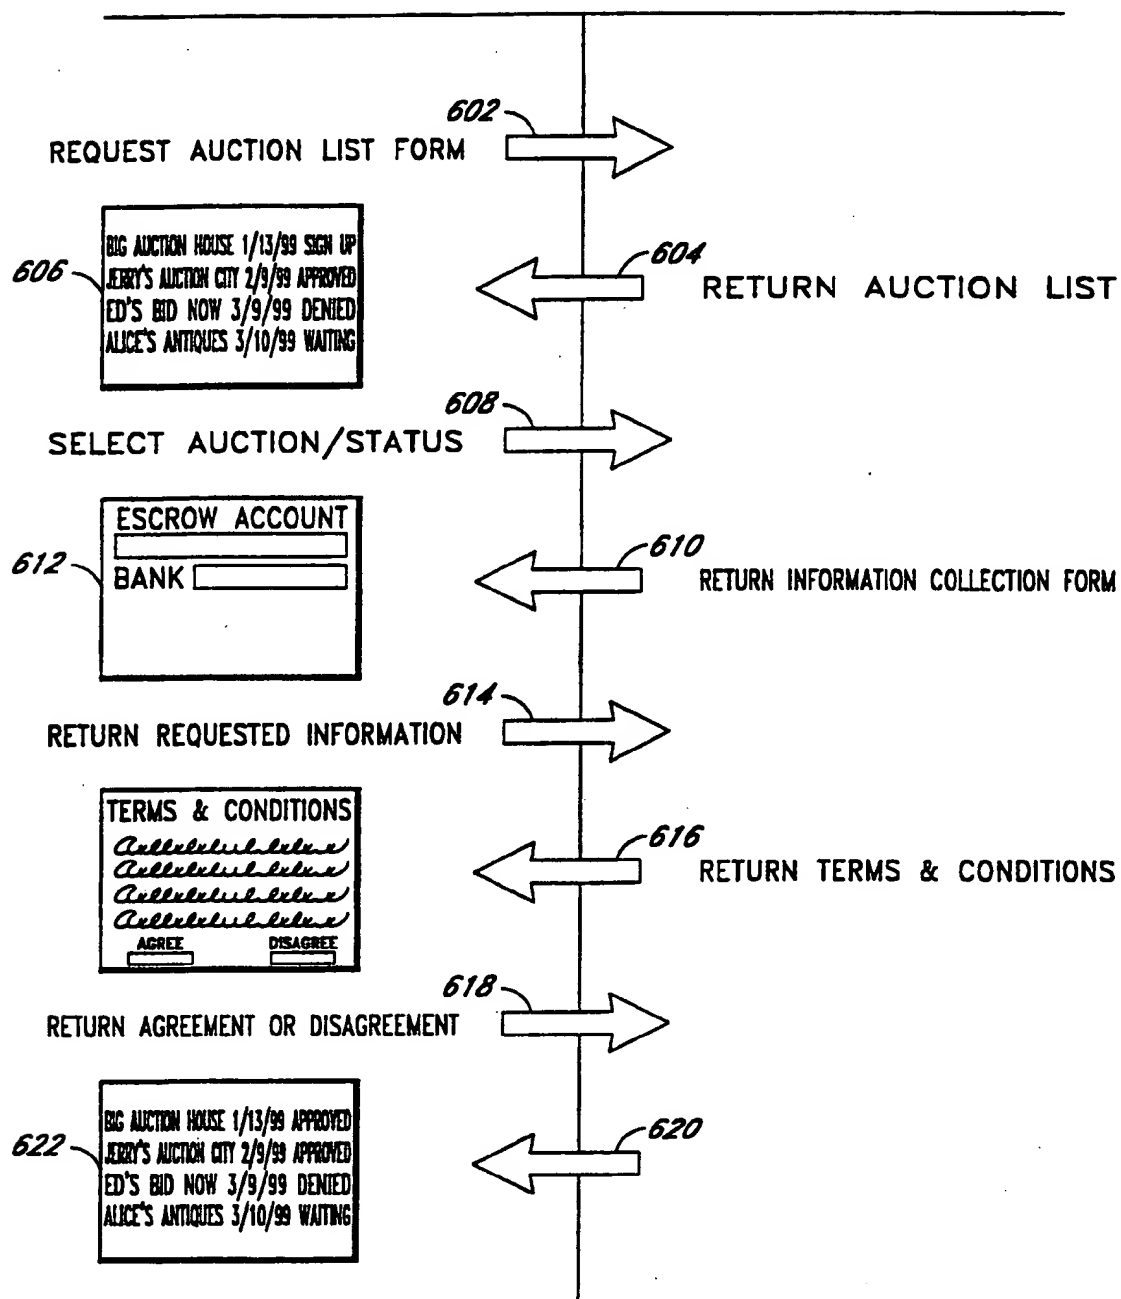 602
REQUEST AUCTION LIST FORM
BIG AUCTION HOUSE 1/13/99 SIGN UP
JERRY'S AUCTION CITY 2/9/99 APPROVED
ED'S BID NOW 3/9/99 DENIED
ALICE'S ANTIQUES 3/10/99 WAITING
606
604
RETURN AUCTION LIST
608
SELECT AUCTION/STATUS
ESCROW ACCOUNT
BANK
612
610
RETURN INFORMATION COLLECTION FORM
614
RETURN REQUESTED INFORMATION
TERMS & CONDITIONS
AGREE DISAGREE
616
RETURN TERMS & CONDITIONS
618
RETURN AGREEMENT OR DISAGREEMENT
BIG AUCTION HOUSE 1/13/99 APPROVED
JERRY'S AUCTION CITY 2/9/99 APPROVED
ED'S BID NOW 3/9/99 DENIED
ALICE'S ANTIQUES 3/10/99 WAITING
622
620